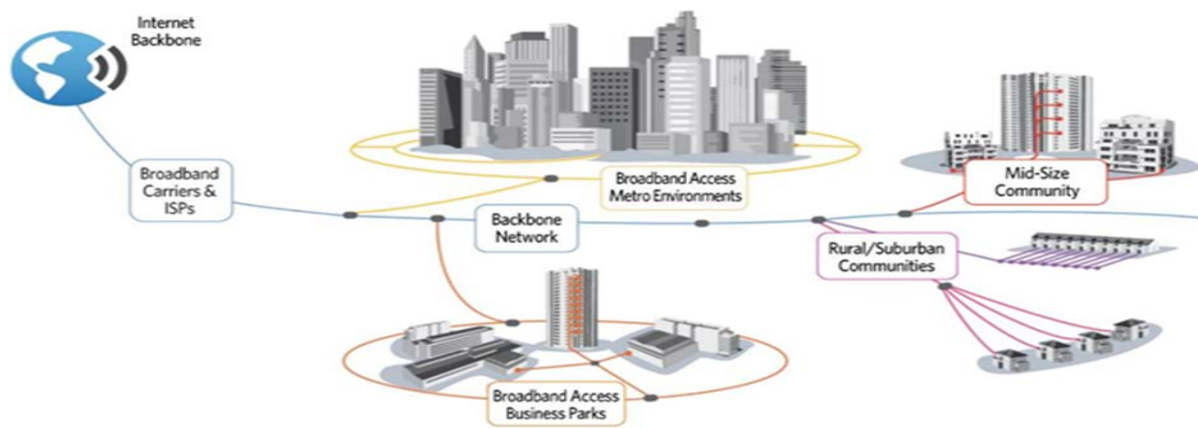 Internet
Backbone
Broadband
Carriers &
ISPs
Broadband Access
Metro Environments
Mid-Size
Community
Backbone
Network
Rural/Suburban
Communities
Broadband Access
Business Parks